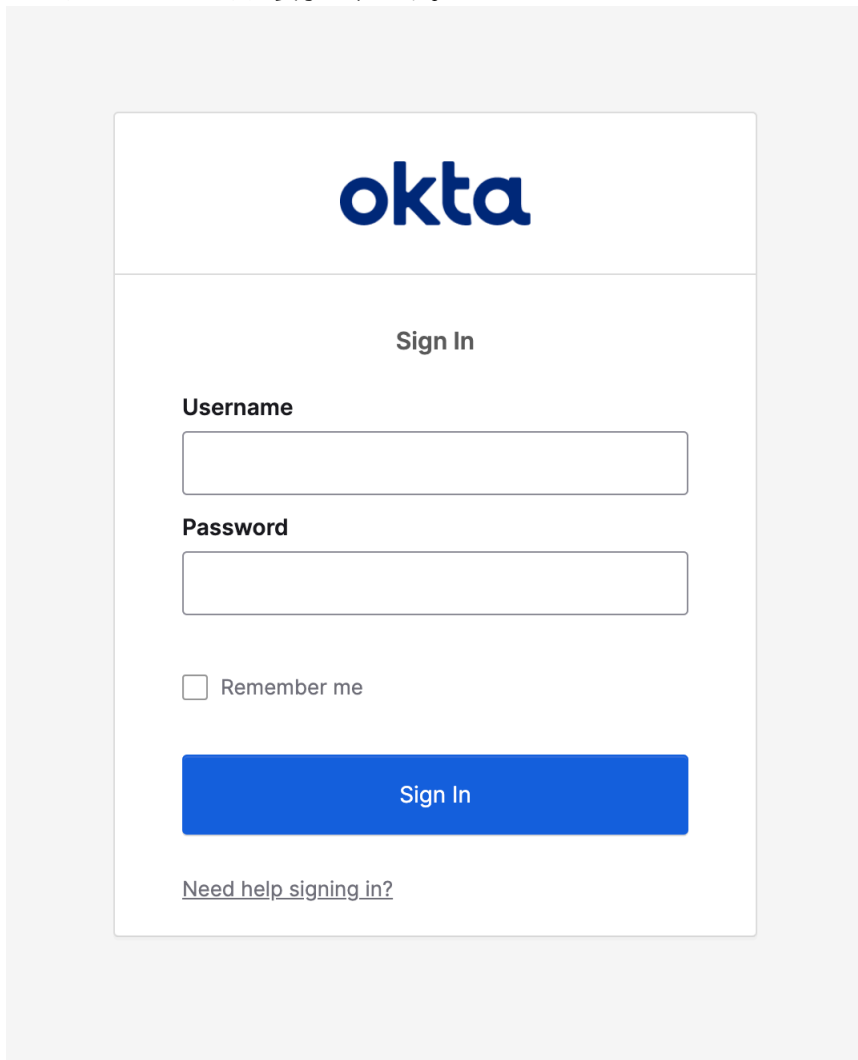 okta
Sign In
Username
Password
Remember me
Sign In
Need help signing in?